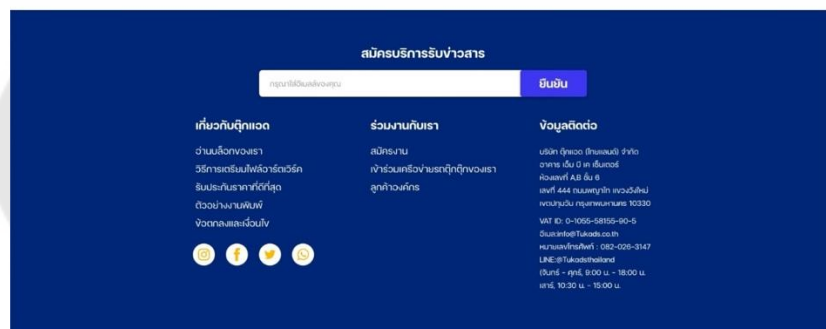 สมัครบริการรับข่าวสาร
กรุณาใส่อีเมลล์ของคุณ
ยืนยัน
เกี่ยวกับตุ๊กแอด
อ่านบล็อกของเรา
วิธีการเตรียมไฟล์อาร์ตเวิร์ค
รับประกันราคาที่ดีที่สุด
ตัวอย่างงานพิมพ์
ข้อตกลงและเงื่อนไข
ร่วมงานกับเรา
สมัครงาน
เข้าร่วมเครือข่ายรถตุ๊กตุ๊กของเรา
ลูกค้าองค์กร
ข้อมูลติดต่อ
บริษัท ตุ๊กแอด (ไทยแลนด์) จำกัด
อาคาร เอ็ม บี เค เซ็นเตอร์
ห้องเลขที่ A,B ชั้น 6
เลขที่ 444 ถนนพญาไท แขวงวังใหม่
เขตปทุมวัน กรุงเทพมหานคร 10330
VAT ID: 0-1055-58155-90-5
อีเมล:info@Tukads.co.th
หมายเลขโทรศัพท์ : 082-026-3147
LINE:@Tukadsthailand
(จันทร์ - ศุกร์, 9:00 น. - 18:00 น.
เสาร์, 10:30 น. - 15:00 น.